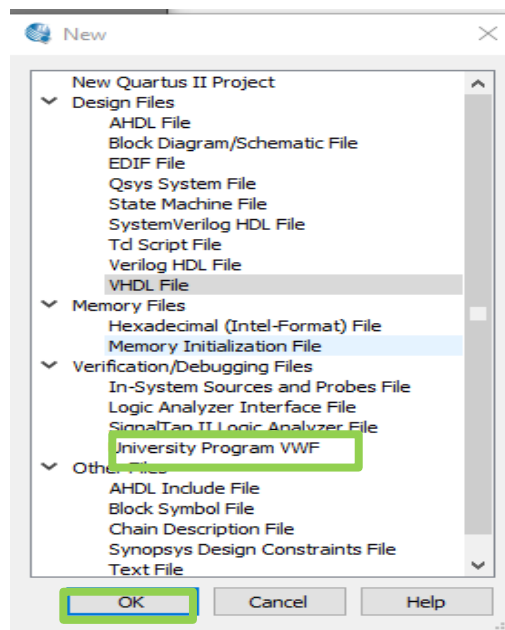 New
New Quartus II Project
Design Files
AHDL File
Block Diagram/Schematic File
EDIF File
Qsys System File
State Machine File
SystemVerilog HDL File
Tcl Script File
Verilog HDL File
VHDL File
Memory Files
Hexadecimal (Intel-Format) File
Memory Initialization File
Verification/Debugging Files
In-System Sources and Probes File
Logic Analyzer Interface File
SignalTap II Logic Analyzer File
University Program VWF
Other Files
AHDL Include File
Block Symbol File
Chain Description File
Synopsys Design Constraints File
Text File
OK Cancel Help